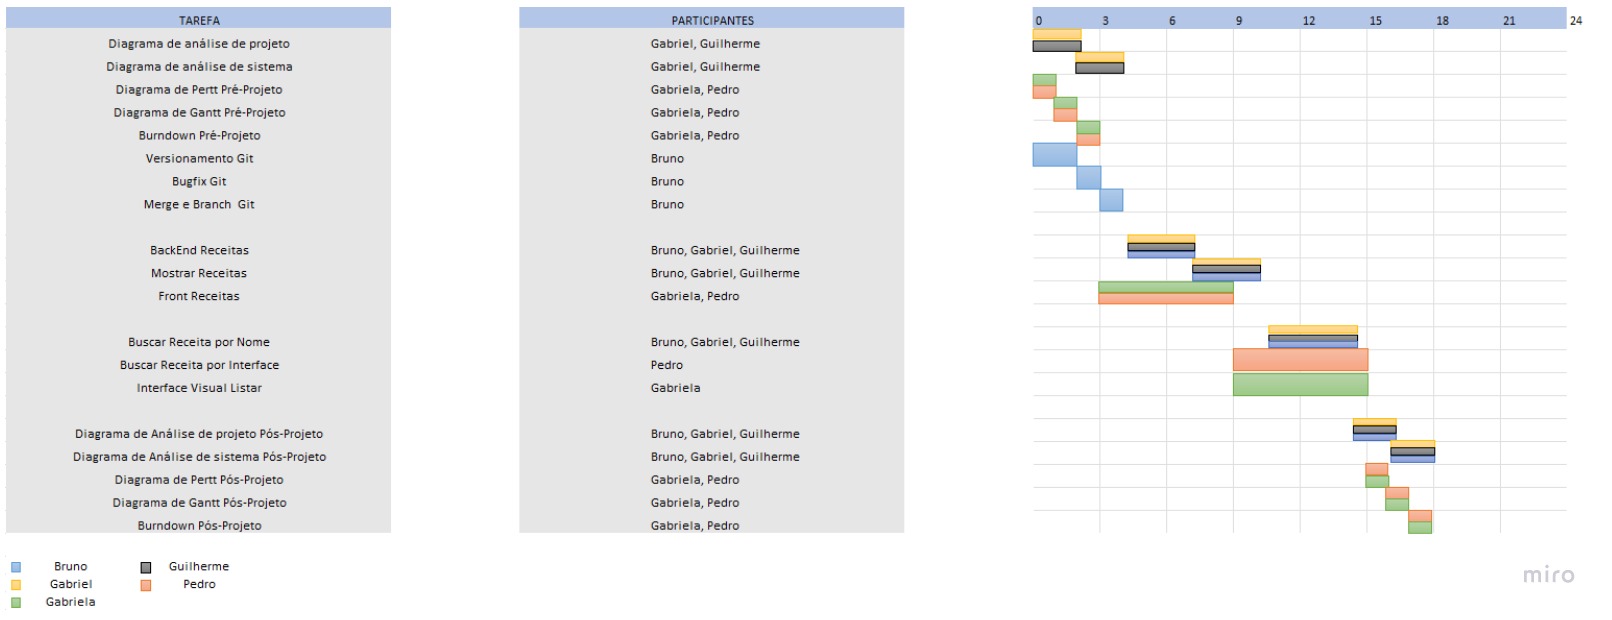 TAREFA PARTICIPANTES 0 3 6 9 12 15 18 21 24
Diagrama de análise de projeto Gabriel, Guilherme
Diagrama de análise de sistema Gabriel, Guilherme
Diagrama de Pertt Pré-Projeto Gabriela, Pedro
Diagrama de Gantt Pré-Projeto Gabriela, Pedro
Burndown Pré-Projeto Gabriela, Pedro
Versionamento Git Bruno
Bugfix Git Bruno
Merge e Branch Git Bruno
BackEnd Receitas Bruno, Gabriel, Guilherme
Mostrar Receitas Bruno, Gabriel, Guilherme
Front Receitas Gabriela, Pedro
Buscar Receita por Nome Bruno, Gabriel, Guilherme
Buscar Receita por Interface Pedro
Interface Visual Listar Gabriela
Diagrama de Análise de projeto Pós-Projeto Bruno, Gabriel, Guilherme
Diagrama de Análise de sistema Pós-Projeto Bruno, Gabriel, Guilherme
Diagrama de Pertt Pós-Projeto Gabriela, Pedro
Diagrama de Gantt Pós-Projeto Gabriela, Pedro
Burndown Pós-Projeto Gabriela, Pedro
Bruno Guilherme
Gabriel Pedro
Gabriela
miro